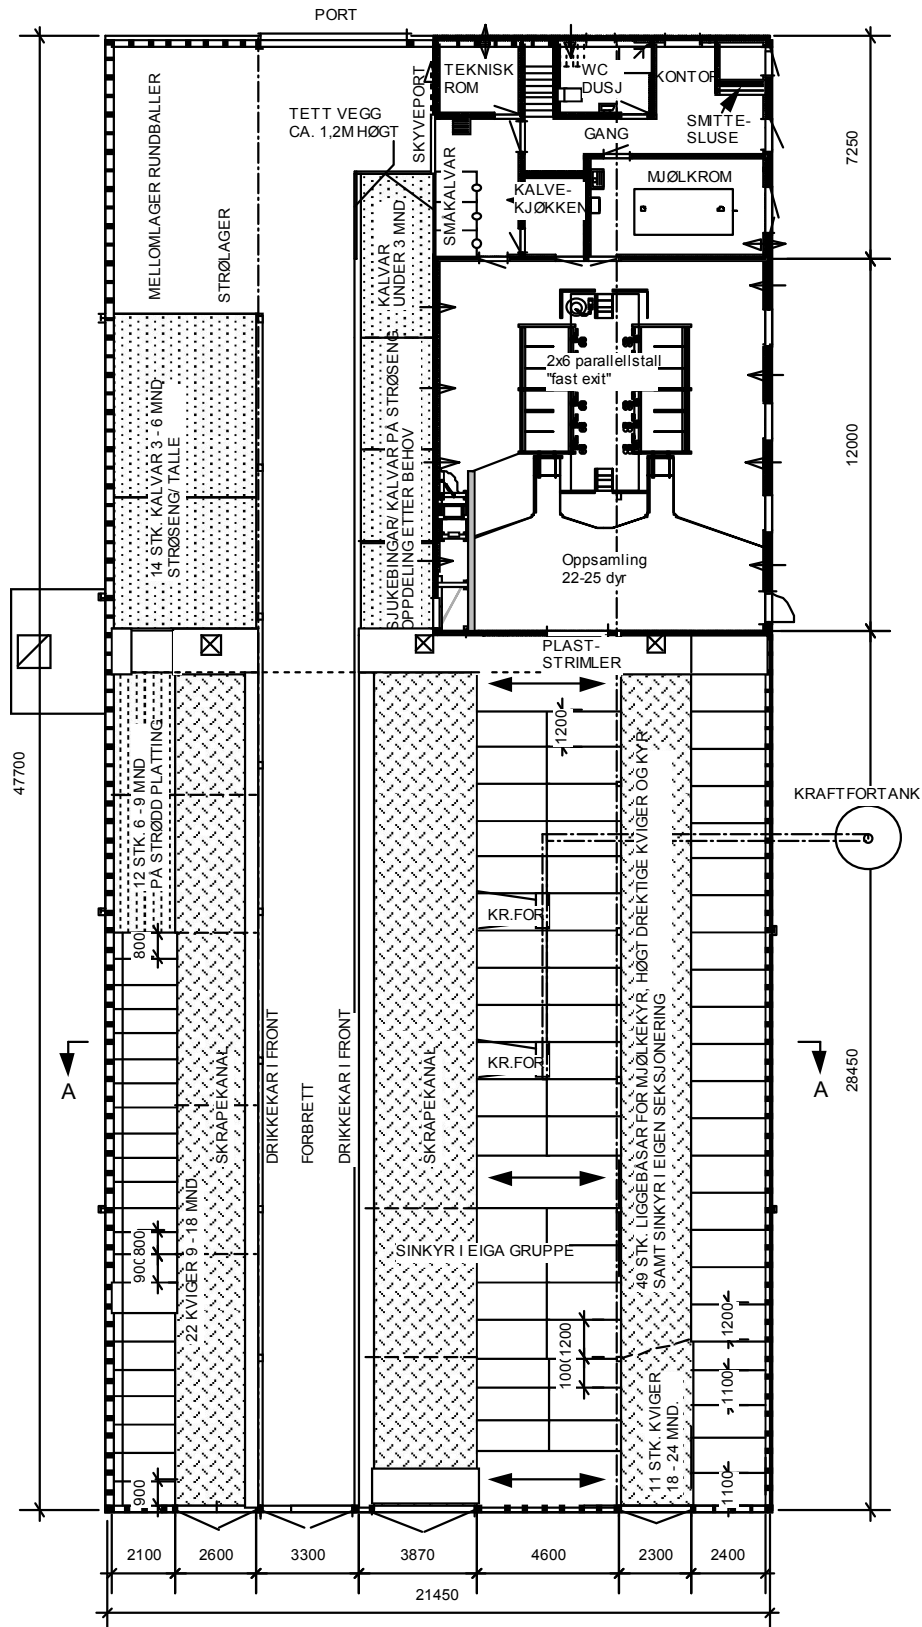 PORT
TEKNISK
ROM
WC
DUSJ
KONTOR
SMITTE-
SLUSE
TETT VEGG
CA. 1,2M HØGT
SKYVEPORT
GANG
MJØLKROM
KALVE-
KJØKKEN
SMÅKALVAR
MELLOMLAGER RUNDBALLER
STRØLAGER
KALVAR
UNDER 3 MND
7250
2x6 parallellstall
"fast exit"
14 STK. KALVAR 3 - 6 MND
STRØSENG/ TALLE
SJUKEBINGAR/ KALVAR PÅ STRØSENG
OPPDELING ETTER BEHOV
12000
Oppsamling
22-25 dyr
PLAST-
STRIMLER
47700
12 STK. 6 - 9 MND
PÅ STRØDD PLATTING
1200
KRAFTFORTANK
KR.FOR
KR.FOR
800
49 STK. LIGGEBÅSAR FOR MJØLKEKYR, HØGT DREKTIGE KVIGER OG KYR
SAMT SINKYR I EIGEN SEKSJONERING
A
A
28450
SKRAPEKANAL
DRIKKEKAR I FRONT
FORBRETT
DRIKKEKAR I FRONT
SKRAPEKANAL
22 KVIGER 9 - 18 MND
SINKYR I EIGA GRUPPE
800
900
1200
1000
1200
1100
11 STK. KVIGER
18 - 24 MND
900
1100
2100
2600
3300
3870
4600
2300
2400
21450